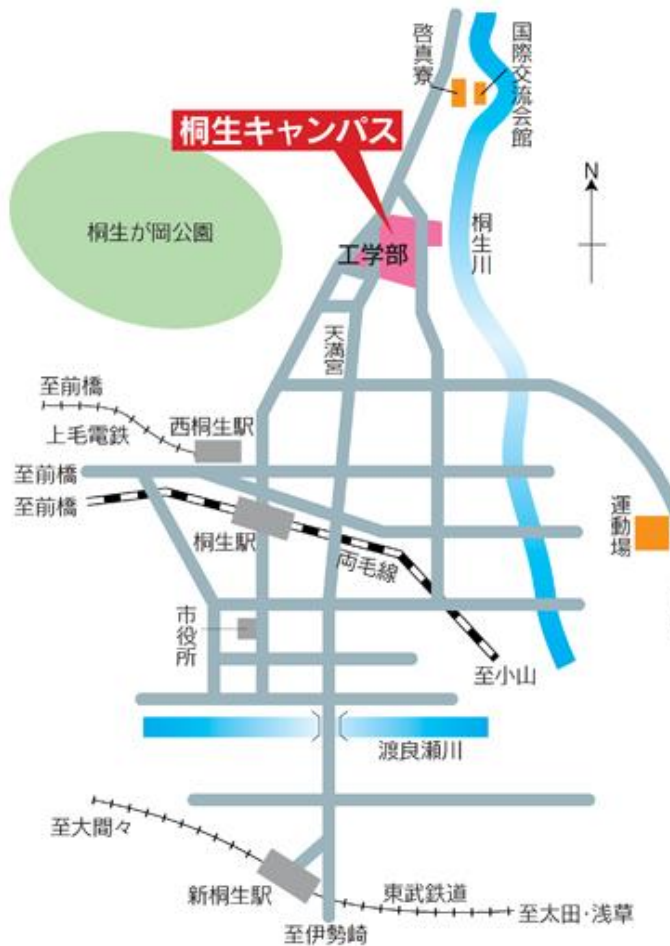 啓真寮
国際交流会館
桐生キャンパス
N
桐生が岡公園
工学部
桐生川
天満宮
至前橋
上毛電鉄
西桐生駅
至前橋
至前橋
桐生駅
両毛線
運動場
市役所
至小山
渡良瀬川
至大間々
新桐生駅
東武鉄道
至太田・浅草
至伊勢崎